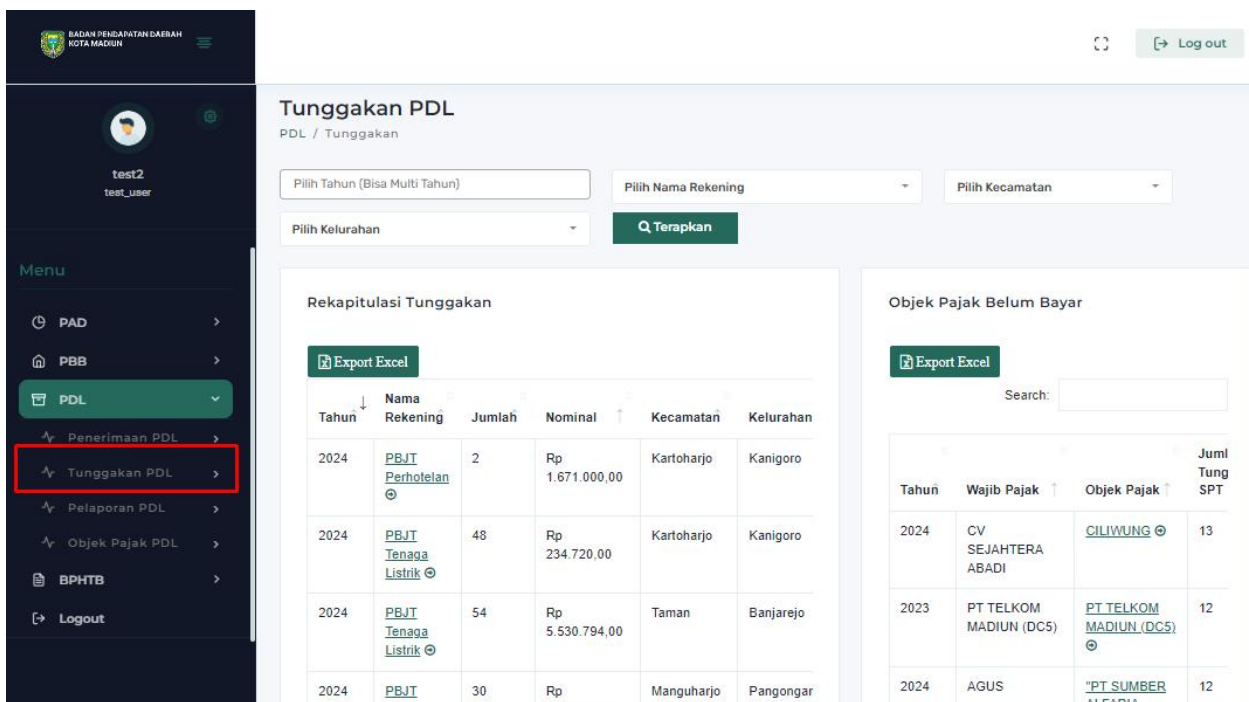 BADAN PENDAPATAN DAERAH
KOTA MADIUN
Log out
test2
test_user
Menu
PAD
PBB
PDL
Penerimaan PDL
Tunggakan PDL
Pelaporan PDL
Objek Pajak PDL
BPHTB
Logout
Tunggakan PDL
PDL / Tunggakan
Pilih Tahun (Bisa Multi Tahun)
Pilih Nama Rekening
Pilih Kecamatan
Pilih Kelurahan
Terapkan
Rekapitulasi Tunggakan
Export Excel
Tahun Nama Rekening Jumlah Nominal Kecamatan Kelurahan
2024 PBJT Perhotelan 2 Rp 1.671.000,00 Kartoharjo Kanigoro
2024 PBJT Tenaga Listrik 48 Rp 234.720,00 Kartoharjo Kanigoro
2024 PBJT Tenaga Listrik 54 Rp 5.530.794,00 Taman Banjarejo
2024 PBJT 30 Rp Manguharjo Pangongar
Objek Pajak Belum Bayar
Export Excel
Search:
Tahun Wajib Pajak Objek Pajak Juml Tung SPT
2024 CV SEJAHTERA ABADI CILIWUNG 13
2023 PT TELKOM MADIUN (DC5) PT TELKOM MADIUN (DC5) 12
2024 AGUS "PT SUMBER 12